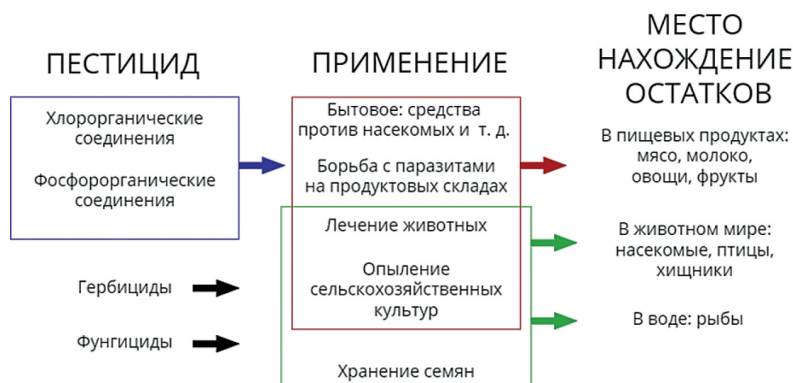 ПЕСТИЦИД
Хлорорганические
соединения
Фосфорорганические
соединения
Гербициды
Фунгициды
ПРИМЕНЕНИЕ
Бытовое: средства
против насекомых и т. д.
Борьба с паразитами
на продуктовых складах
Лечение животных
Опыление
сельскохозяйственных
культур
Хранение семян
МЕСТО
НАХОЖДЕНИЕ
ОСТАТКОВ
В пищевых продуктах:
мясо, молоко,
овощи, фрукты
В животном мире:
насекомые, птицы,
хищники
В воде: рыбы